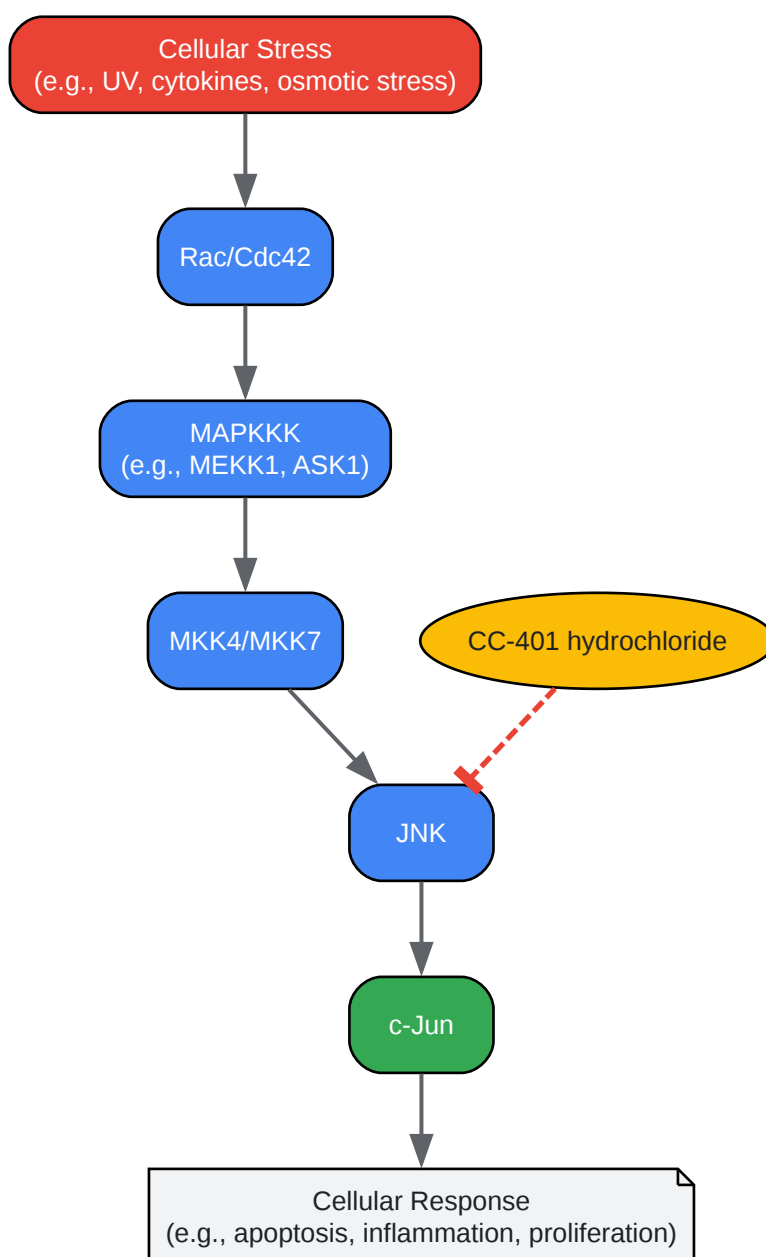 Cellular Stress
(e.g., UV, cytokines, osmotic stress)
Rac/Cdc42
MAPKKK
(e.g., MEKK1, ASK1)
MKK4/MKK7
CC-401 hydrochloride
JNK
c-Jun
Cellular Response
(e.g., apoptosis, inflammation, proliferation)